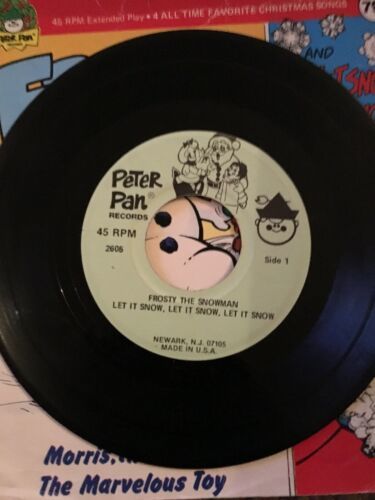 45 RPM Extended Play • 4 ALL TIME FAVORITE CHRISTMAS SONGS
PETER PAN
AND
PETER
PAN®
RECORDS
45 RPM
2606
Side 1
FROSTY THE SNOWMAN
LET IT SNOW, LET IT SNOW, LET IT SNOW
NEWARK, N.J. 07105
MADE IN U.S.A.
Morris,
The Marvelous Toy